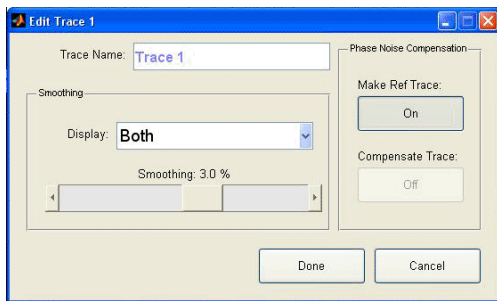 Edit Trace 1
Trace Name: Trace 1
Phase Noise Compensation
Make Ref Trace:
On
Smoothing
Display: Both
Smoothing: 3.0 %
Compensate Trace:
Off
Done
Cancel